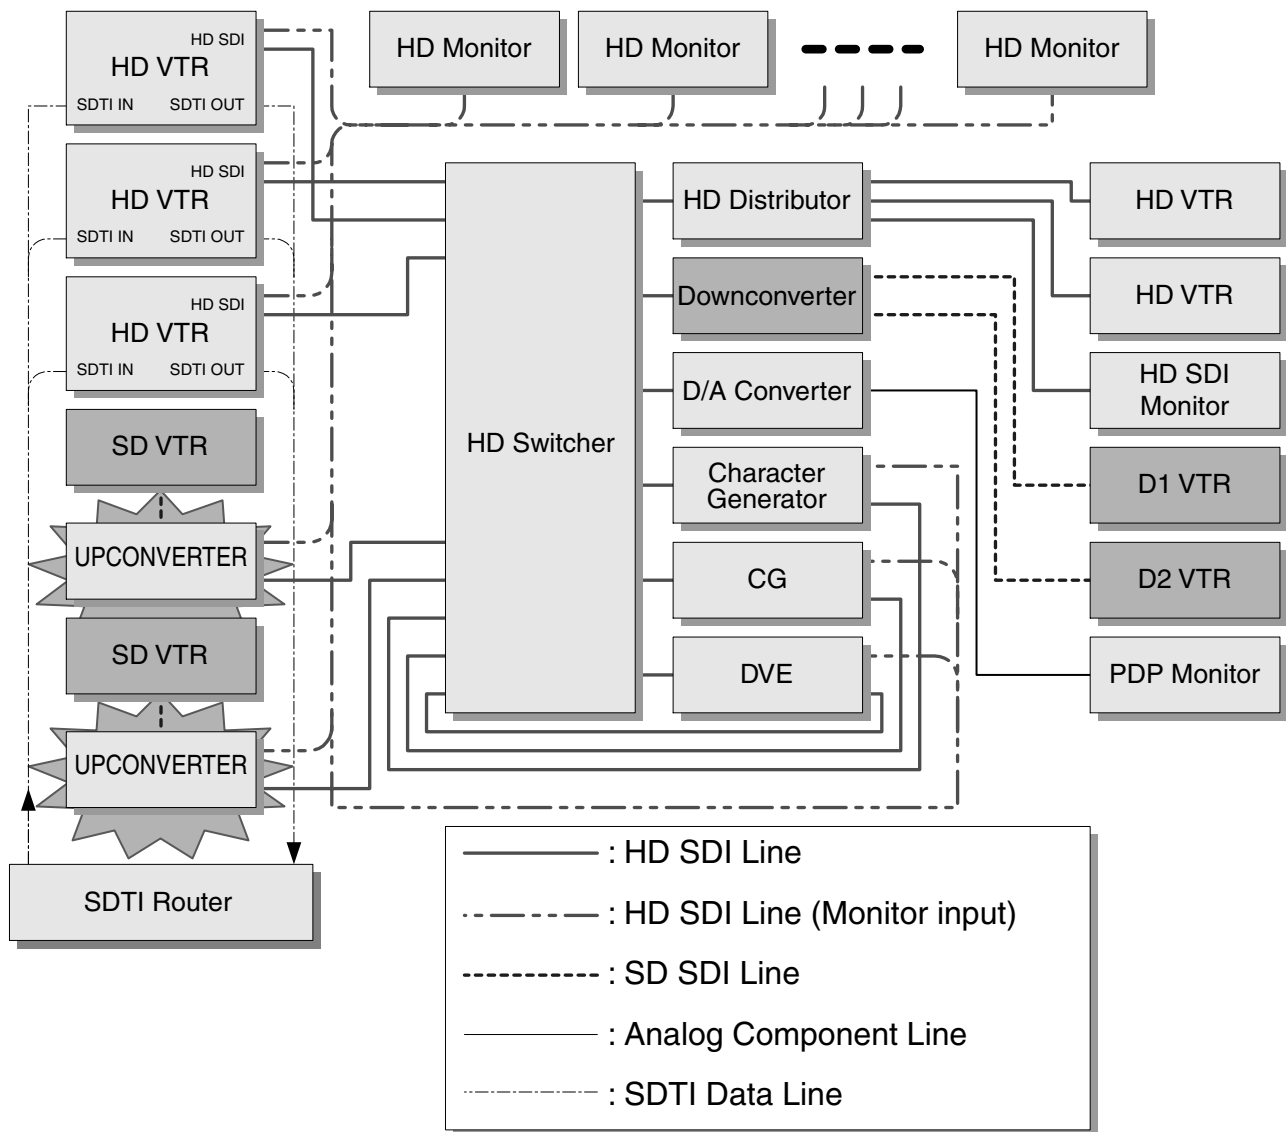 HD SDI
HD VTR
SDTI IN SDTI OUT
HD Monitor
HD Monitor
HD Monitor
HD SDI
HD VTR
SDTI IN SDTI OUT
HD SDI
HD VTR
SDTI IN SDTI OUT
SD VTR
UPCONVERTER
SD VTR
UPCONVERTER
SDTI Router
HD Switcher
HD Distributor
Downconverter
D/A Converter
Character
Generator
CG
DVE
HD VTR
HD VTR
HD SDI
Monitor
D1 VTR
D2 VTR
PDP Monitor
: HD SDI Line
: HD SDI Line (Monitor input)
: SD SDI Line
: Analog Component Line
: SDTI Data Line